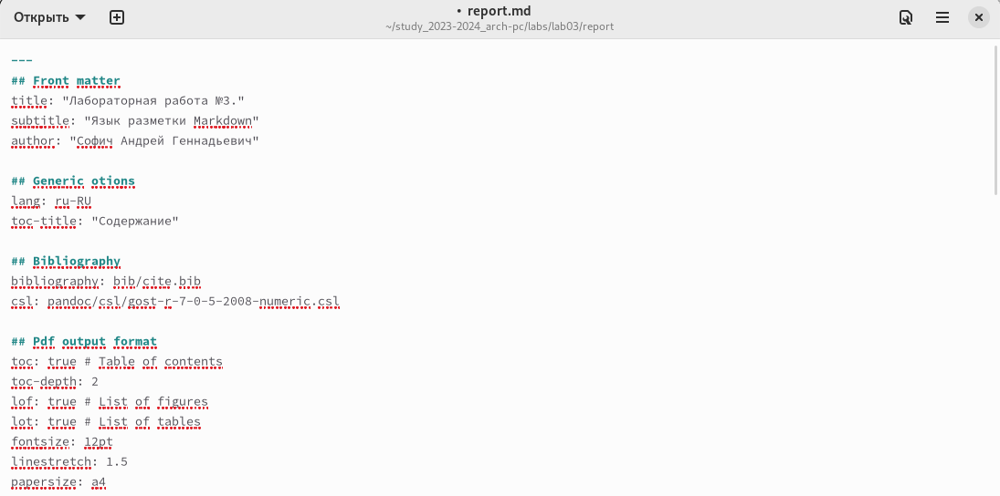 Открыть
• report.md
~/study_2023-2024_arch-pc/labs/lab03/report
---
## Front matter
title: "Лабораторная работа №3."
subtitle: "Язык разметки Markdown"
author: "Софич Андрей Геннадьевич"
## Generic otions
lang: ru-RU
toc-title: "Содержание"
## Bibliography
bibliography: bib/cite.bib
csl: pandoc/csl/gost-r-7-0-5-2008-numeric.csl
## Pdf output format
toc: true # Table of contents
toc-depth: 2
lof: true # List of figures
lot: true # List of tables
fontsize: 12pt
linestretch: 1.5
papersize: a4